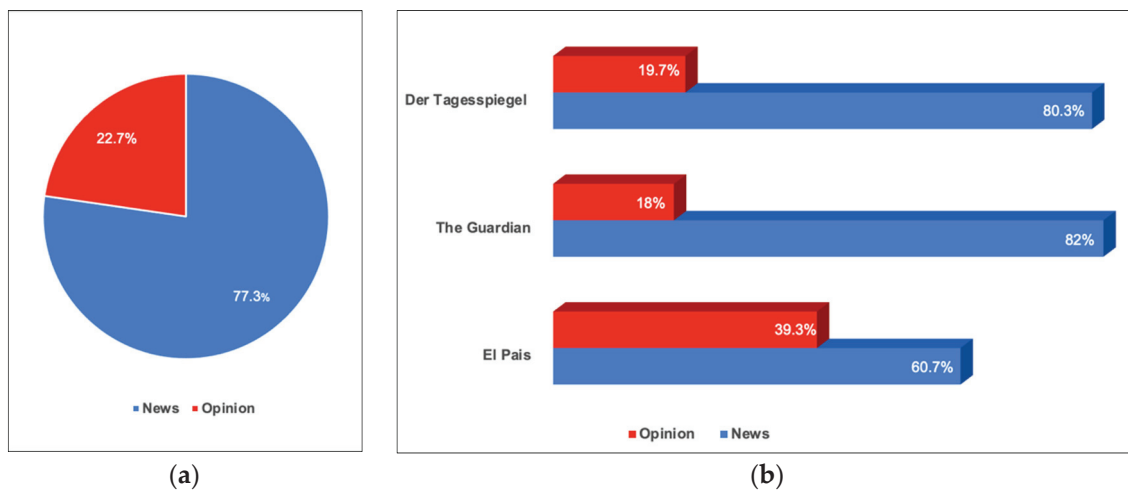 22.7%
77.3%
News Opinion
(a)
Der Tagesspiegel
19.7%
80.3%
The Guardian
18%
82%
El Pais
39.3%
60.7%
Opinion News
(b)